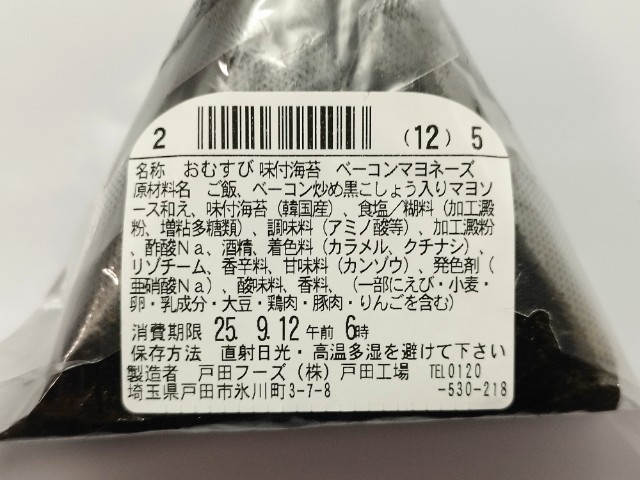 2 (12) 5
名称 おむすび 味付海苔 ベーコンマヨネーズ
原材料名 ご飯、ベーコン炒め黒こしょう入りマヨソ
ース和え、味付海苔(韓国産)、食塩/糊料(加工澱
粉、増粘多糖類)、調味料(アミノ酸等)、加工澱粉
、酢酸Na、酒精、着色料(カラメル、クチナシ)、
リゾチーム、香辛料、甘味料(カンゾウ)、発色剤(
亜硝酸Na)、酸味料、香料、(一部にえび・小麦・
卵・乳成分・大豆・鶏肉・豚肉・りんごを含む)
消費期限 25. 9.12 午前 6時
保存方法 直射日光・高温多湿を避けて下さい
製造者 戸田フーズ(株)戸田工場 TEL0120
埼玉県戸田市氷川町3-7-8 -530-218